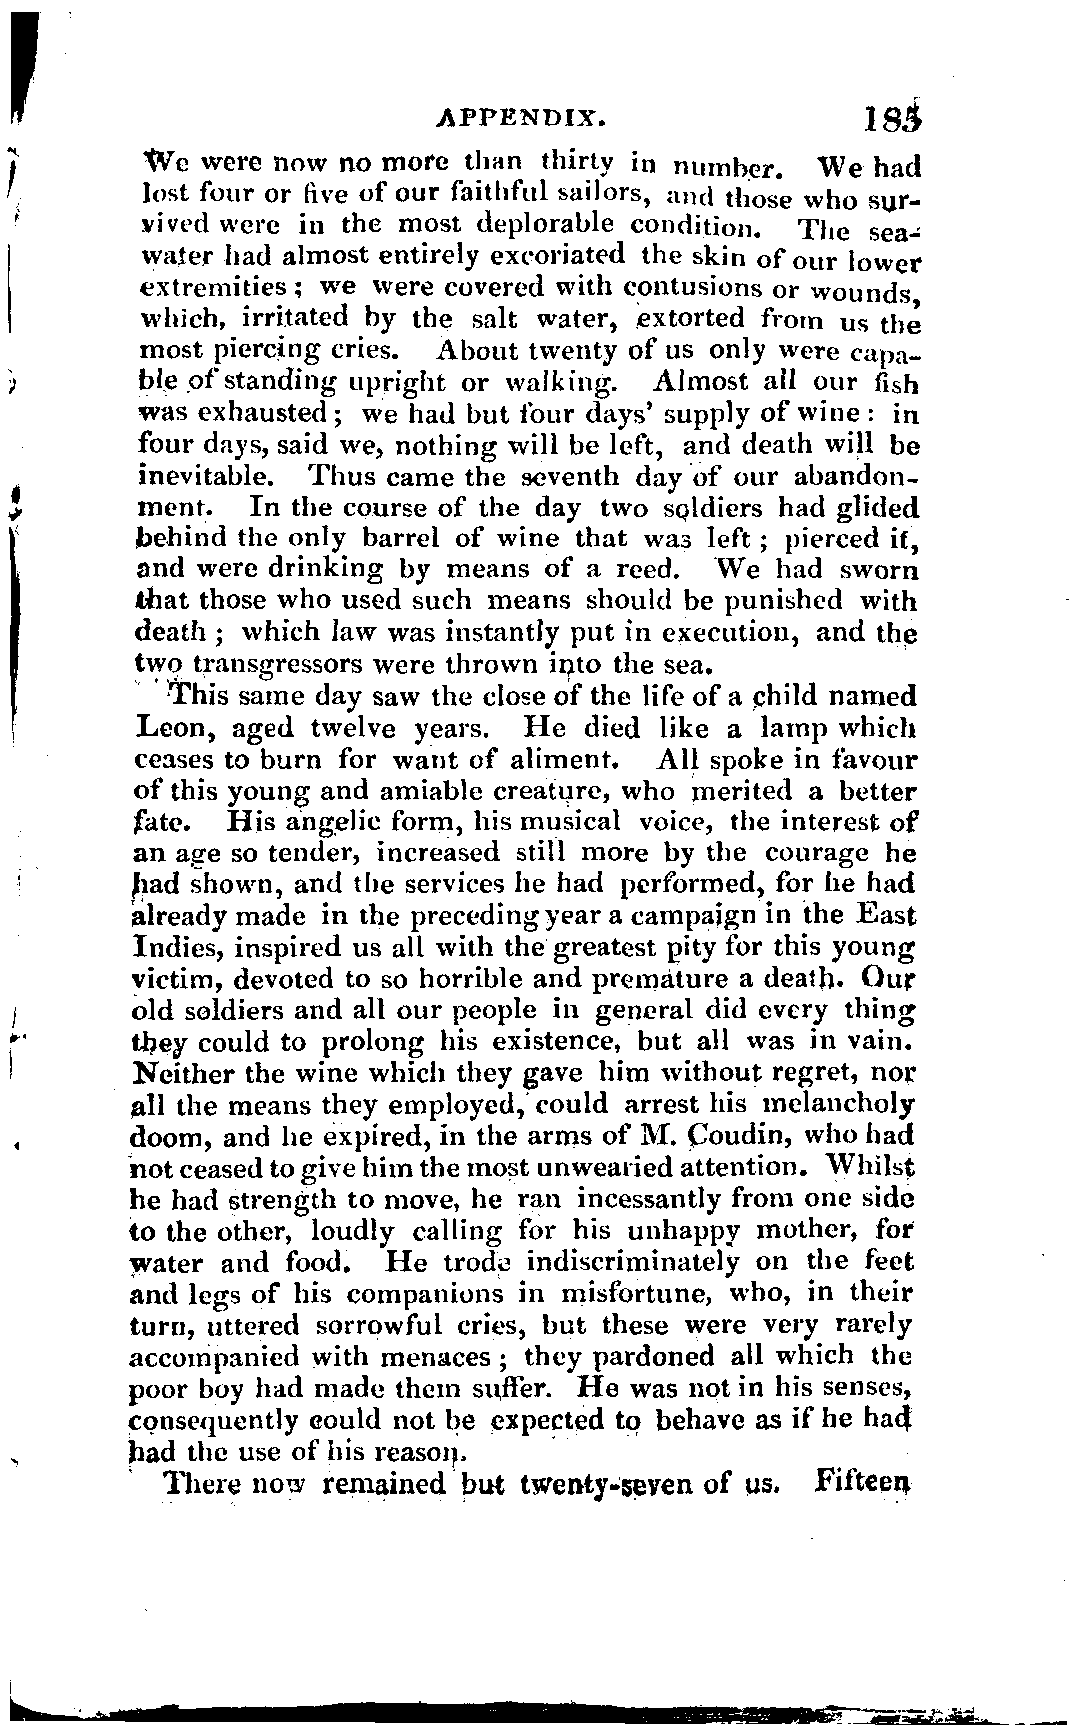 APPENDIX. 185
We were now no more than thirty in number. We had
lost four or five of our faithful sailors, and those who sur-
vived were in the most deplorable condition. The sea-
water had almost entirely excoriated the skin of our lower
extremities; we were covered with contusions or wounds,
which, irritated by the salt water, extorted from us the
most piercing cries. About twenty of us only were capa-
ble of standing upright or walking. Almost all our fish
was exhausted; we had but four days' supply of wine: in
four days, said we, nothing will be left, and death will be
inevitable. Thus came the seventh day of our abandon-
ment. In the course of the day two soldiers had glided
behind the only barrel of wine that was left; pierced it,
and were drinking by means of a reed. We had sworn
that those who used such means should be punished with
death; which law was instantly put in execution, and the
two transgressors were thrown into the sea.
This same day saw the close of the life of a child named
Leon, aged twelve years. He died like a lamp which
ceases to burn for want of aliment. All spoke in favour
of this young and amiable creature, who merited a better
fate. His angelic form, his musical voice, the interest of
an age so tender, increased still more by the courage he
had shown, and the services he had performed, for he had
already made in the preceding year a campaign in the East
Indies, inspired us all with the greatest pity for this young
victim, devoted to so horrible and premature a death. Our
old soldiers and all our people in general did every thing
they could to prolong his existence, but all was in vain.
Neither the wine which they gave him without regret, nor
all the means they employed, could arrest his melancholy
doom, and he expired, in the arms of M. Coudin, who had
not ceased to give him the most unwearied attention. Whilst
he had strength to move, he ran incessantly from one side
to the other, loudly calling for his unhappy mother, for
water and food. He trode indiscriminately on the feet
and legs of his companions in misfortune, who, in their
turn, uttered sorrowful cries, but these were very rarely
accompanied with menaces; they pardoned all which the
poor boy had made them suffer. He was not in his senses,
consequently could not be expected to behave as if he had
had the use of his reason.
There now remained but twenty-seven of us. Fifteen